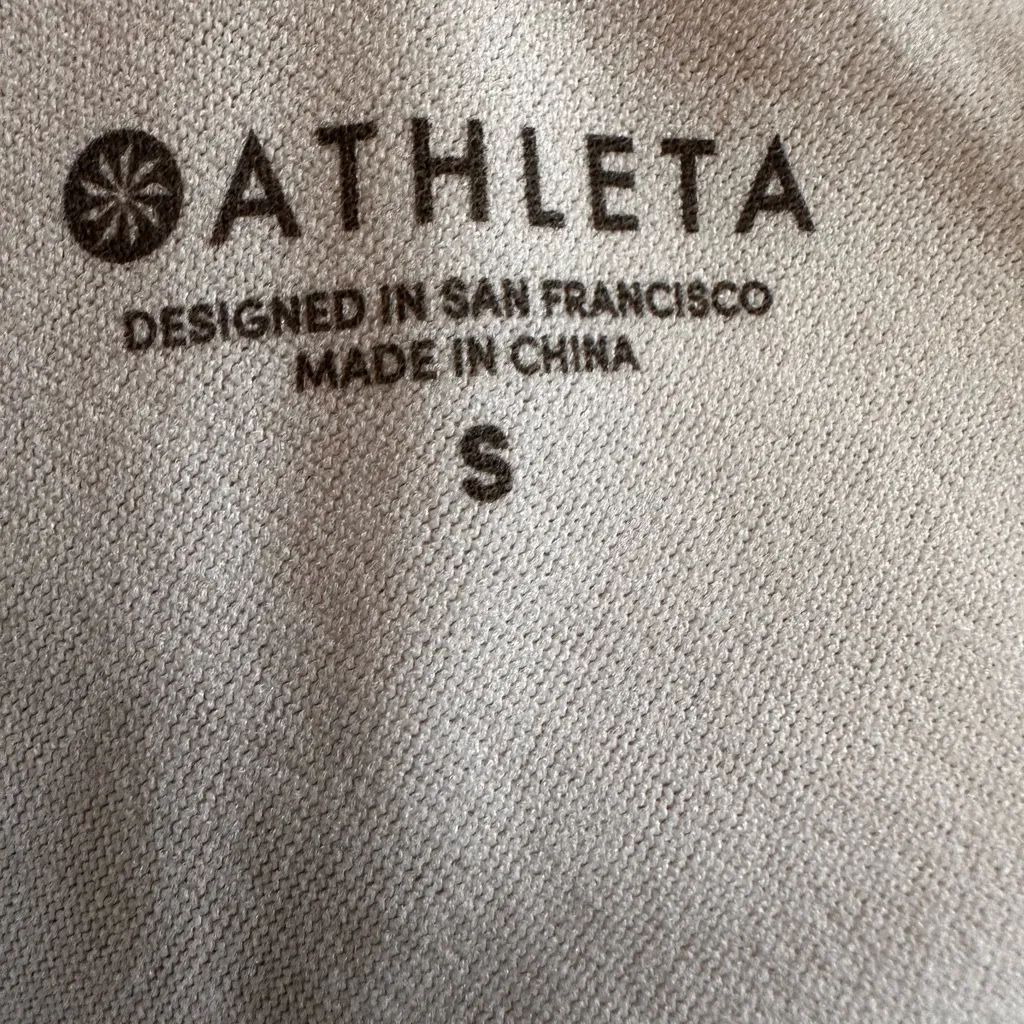 ATHLETA
DESIGNED IN SAN FRANCISCO
MADE IN CHINA
S